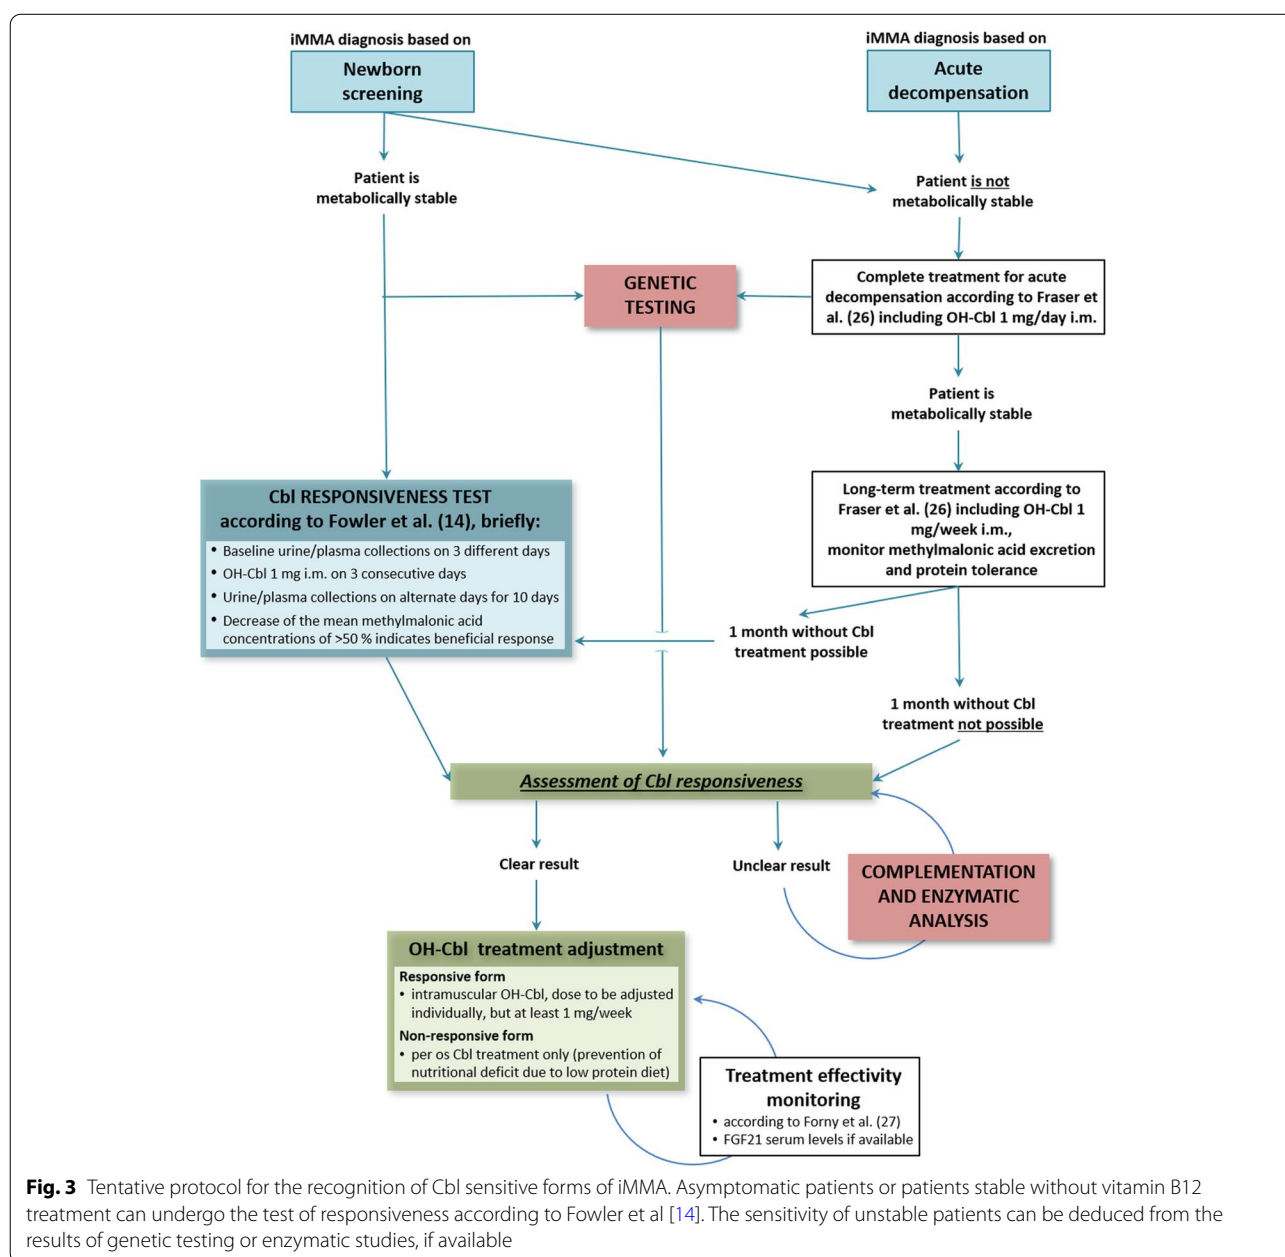 iMMA diagnosis based on
Newborn
screening
iMMA diagnosis based on
Acute
decompensation
Patient is
metabolically stable
Patient is not
metabolically stable
GENETIC
TESTING
Complete treatment for acute
decompensation according to Fraser et
al. (26) including OH-Cbl 1 mg/day i.m.
Patient is
metabolically stable
Cbl RESPONSIVENESS TEST
according to Fowler et al. (14), briefly:
• Baseline urine/plasma collections on 3 different days
• OH-Cbl 1 mg i.m. on 3 consecutive days
• Urine/plasma collections on alternate days for 10 days
• Decrease of the mean methylmalonic acid
concentrations of >50 % indicates beneficial response
Long-term treatment according to
Fraser et al. (26) including OH-Cbl 1
mg/week i.m.,
monitor methylmalonic acid excretion
and protein tolerance
1 month without Cbl
treatment possible
1 month without Cbl
treatment not possible
Assessment of Cbl responsiveness
Clear result
Unclear result
COMPLEMENTATION
AND ENZYMATIC
ANALYSIS
OH-Cbl treatment adjustment
Responsive form
• intramuscular OH-Cbl, dose to be adjusted
individually, but at least 1 mg/week
Non-responsive form
• per os Cbl treatment only (prevention of
nutritional deficit due to low protein diet)
Treatment effectivity
monitoring
• according to Forny et al. (27)
• FGF21 serum levels if available
Fig. 3 Tentative protocol for the recognition of Cbl sensitive forms of iMMA. Asymptomatic patients or patients stable without vitamin B12
treatment can undergo the test of responsiveness according to Fowler et al [14]. The sensitivity of unstable patients can be deduced from the
results of genetic testing or enzymatic studies, if available